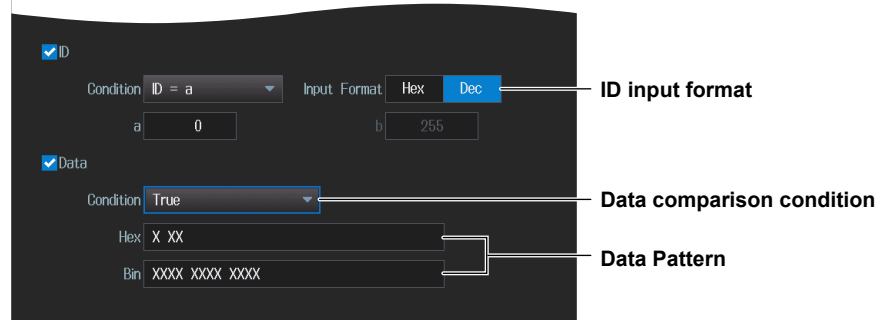 ID
Condition ID = a Input Format Hex Dec ID input format
a 0 b 255
Data
Condition True Data comparison condition
Hex X XX
Data Pattern
Bin XXXX XXXX XXXX